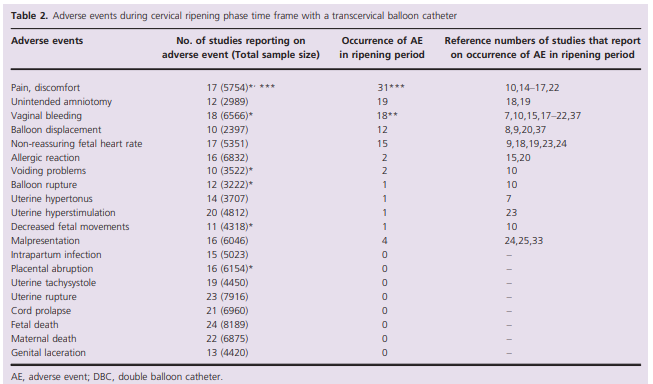 Table 2. Adverse events during cervical ripening phase time frame with a transcervical balloon catheter
Adverse events No. of studies reporting on adverse event (Total sample size) Occurrence of AE in ripening period Reference numbers of studies that report on occurrence of AE in ripening period
Pain, discomfort 17 (5754)*, *** 31*** 10,14–17,22
Unintended amniotomy 12 (2989) 19 18,19
Vaginal bleeding 18 (6566)* 18** 7,10,15,17–22,37
Balloon displacement 10 (2397) 12 8,9,20,37
Non-reassuring fetal heart rate 17 (5351) 15 9,18,19,23,24
Allergic reaction 16 (6832) 2 15,20
Voiding problems 10 (3522)* 2 10
Balloon rupture 12 (3222)* 1 10
Uterine hypertonus 14 (3707) 1 7
Uterine hyperstimulation 20 (4812) 1 23
Decreased fetal movements 11 (4318)* 1 10
Malpresentation 16 (6046) 4 24,25,33
Intrapartum infection 15 (5023) 0 –
Placental abruption 16 (6154)* 0 –
Uterine tachysystole 19 (4450) 0 –
Uterine rupture 23 (7916) 0 –
Cord prolapse 21 (6960) 0 –
Fetal death 24 (8189) 0 –
Maternal death 22 (6875) 0 –
Genital laceration 13 (4420) 0 –
AE, adverse event; DBC, double balloon catheter.